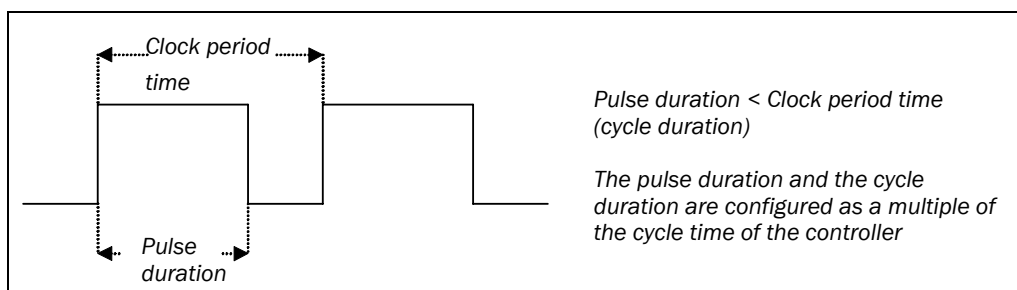 Clock period
time
Pulse duration < Clock period time
(cycle duration)
The pulse duration and the cycle
duration are configured as a multiple of
the cycle time of the controller
Pulse
duration